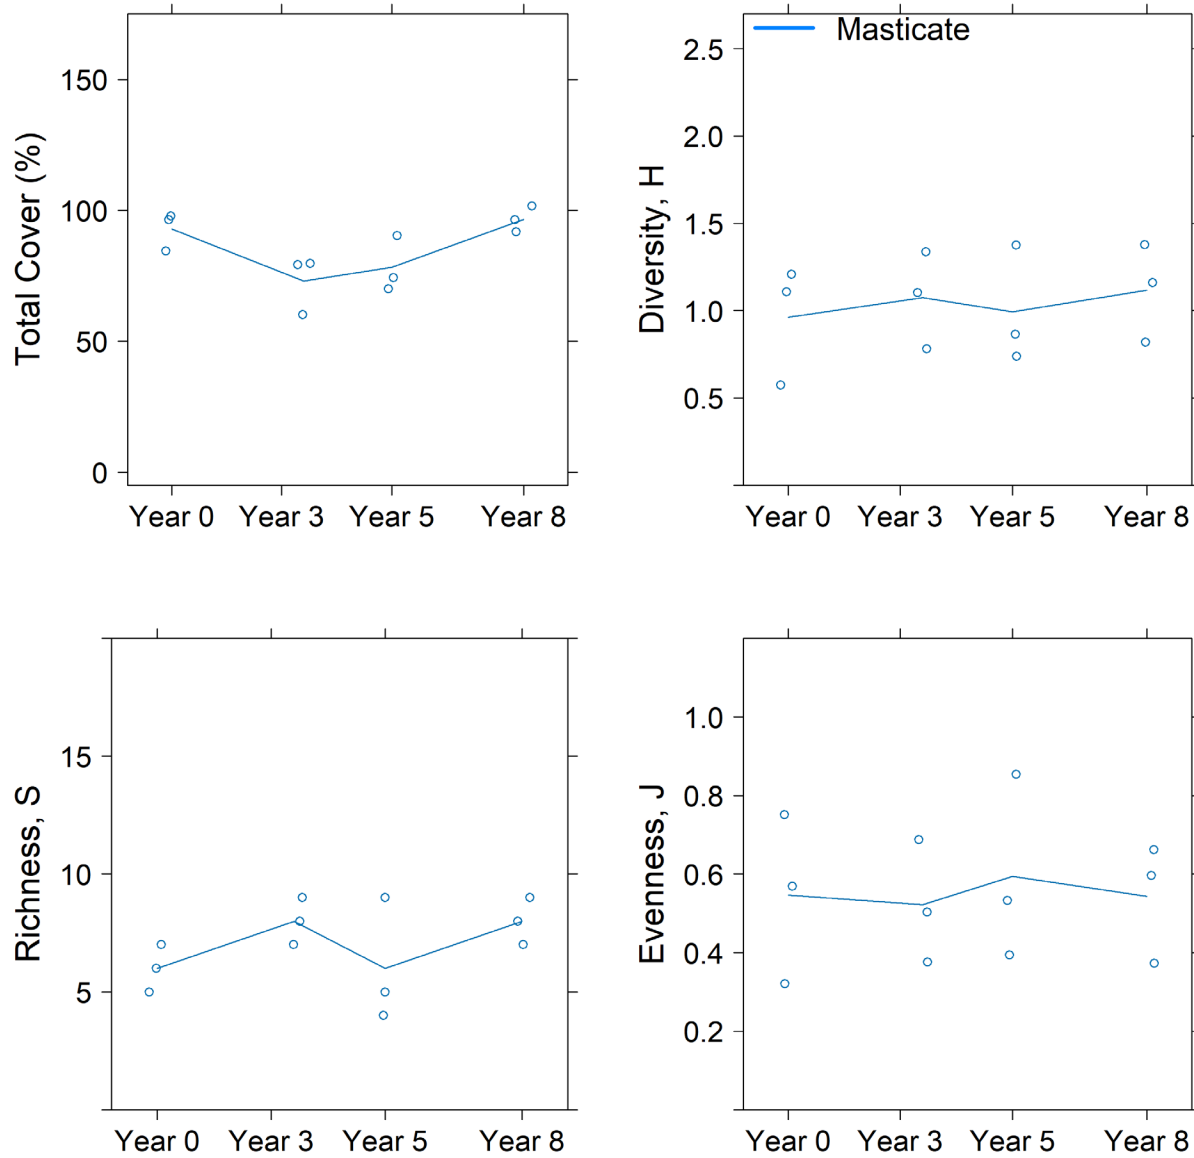 Total Cover (%)
150
100
50
0
Year 0 Year 3 Year 5 Year 8
Masticate
Diversity, H
2.5
2.0
1.5
1.0
0.5
Year 0 Year 3 Year 5 Year 8
Richness, S
15
10
5
Year 0 Year 3 Year 5 Year 8
Evenness, J
1.0
0.8
0.6
0.4
0.2
Year 0 Year 3 Year 5 Year 8